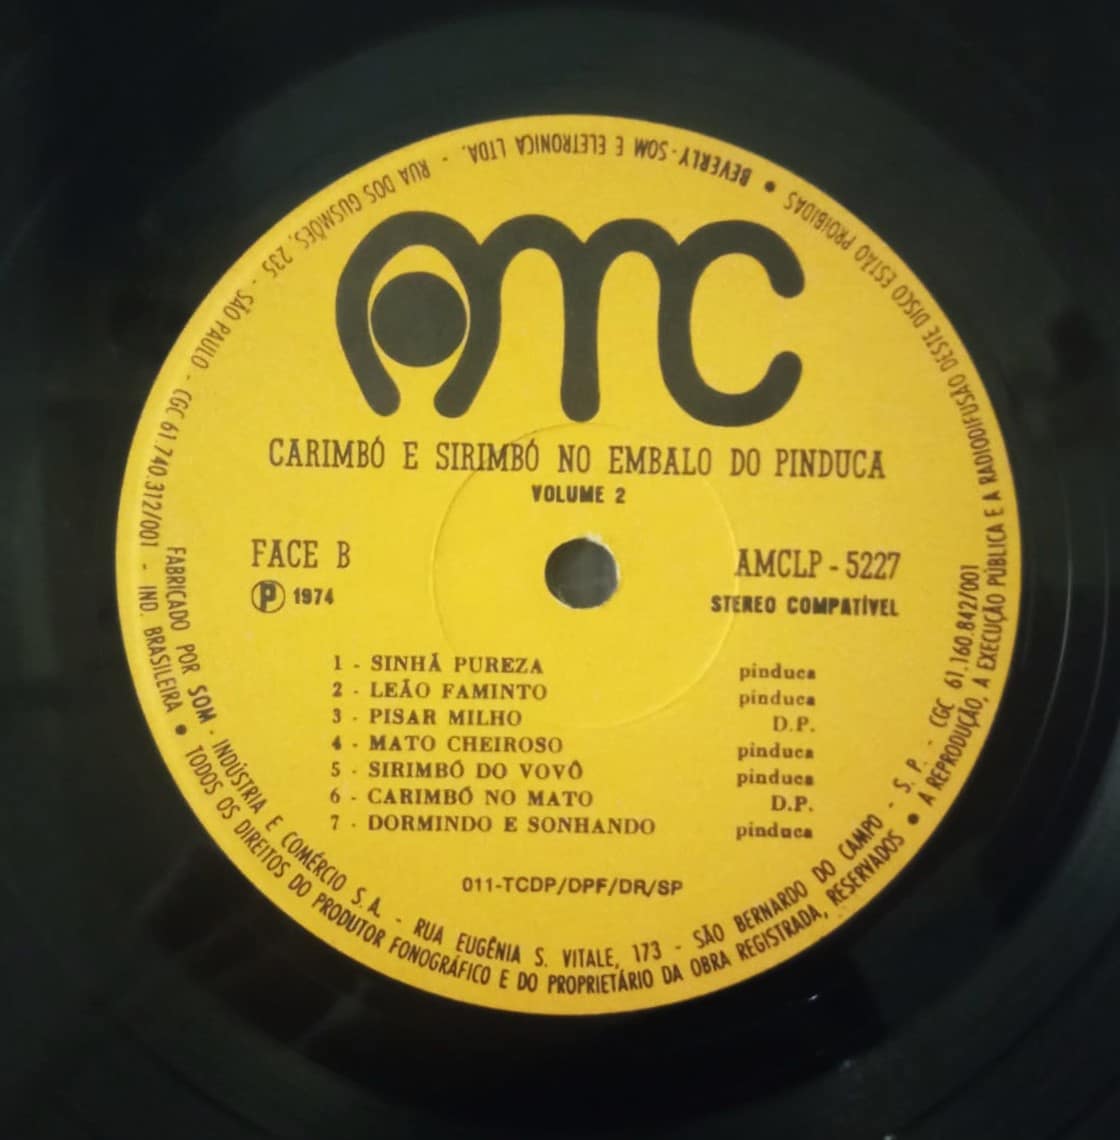 AMC
CARIMBÓ E SIRIMBÓ NO EMBALO DO PINDUCA
VOLUME 2
FACE B
AMCLP - 5227
Ⓟ 1974
STEREO COMPATÍVEL
1 - SINHÃ PUREZA pinduca
2 - LEÃO FAMINTO pinduca
3 - PISAR MILHO D.P.
4 - MATO CHEIROSO pinduca
5 - SIRIMBÓ DO VOVÔ pinduca
6 - CARIMBÓ NO MATO D.P.
7 - DORMINDO E SONHANDO pinduca
011-TCDP/DPF/DR/SP
FABRICADO POR SOM - INDÚSTRIA E COMÉRCIO S.A. - RUA EUGÊNIA S. VITALE, 173 - SÃO BERNARDO DO CAMPO - S. P. - CGC 61.160.842/001
BEVERLY - SOM E ELETRONICA LTDA. - RUA DOS GUSMÕES, 235 - SÃO PAULO - CGC 61.740.312/001 - IND. BRASILEIRA • TODOS OS DIREITOS DO PRODUTOR FONOGRÁFICO E DO PROPRIETÁRIO DA OBRA REGISTRADA, RESERVADOS • A REPRODUÇÃO, A EXECUÇÃO PÚBLICA E A RADIODIFUSÃO DESTE DISCO ESTÃO PROIBIDAS •